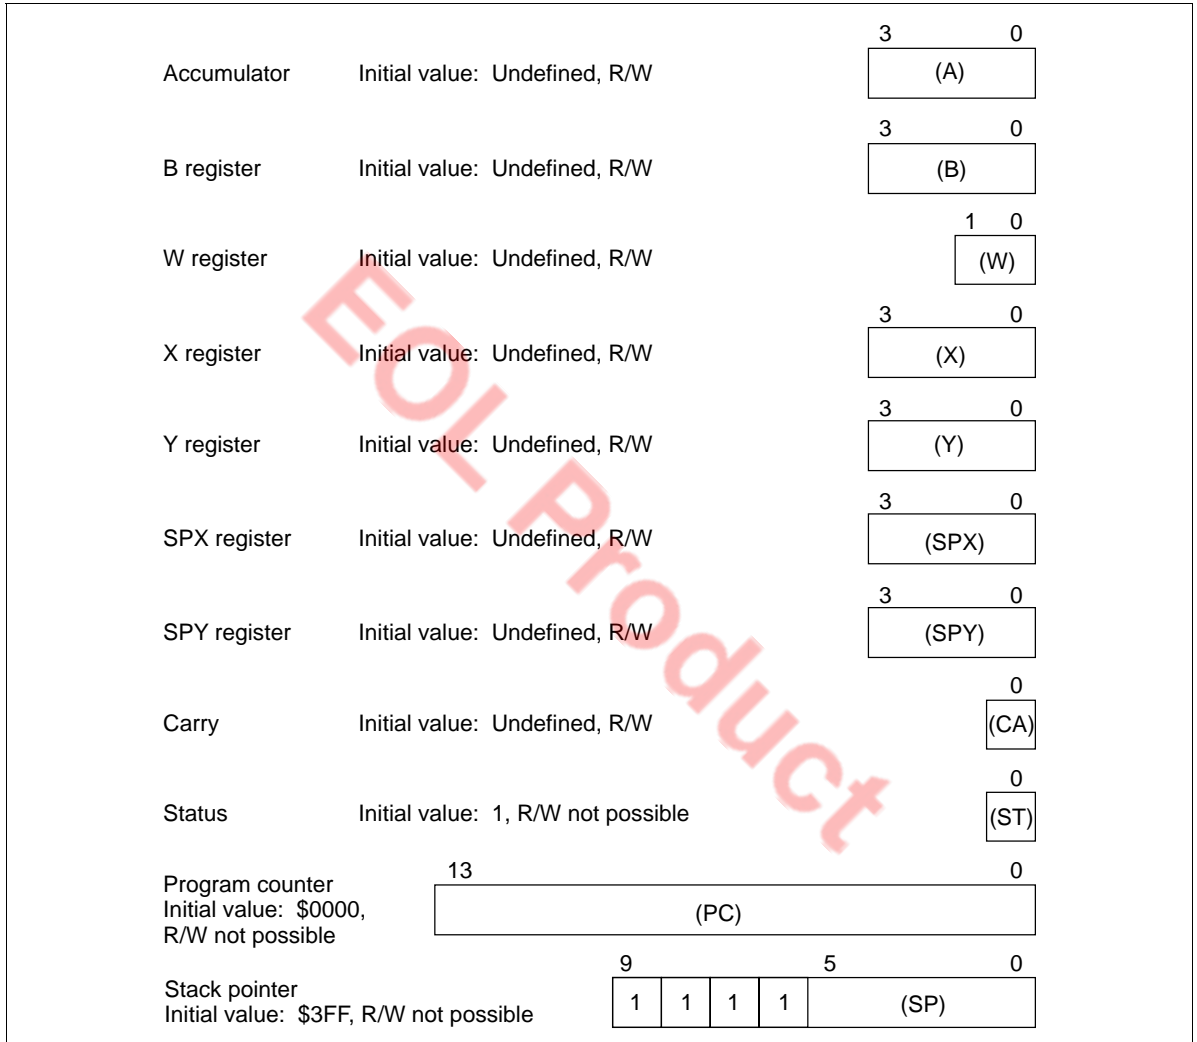 3 0
Accumulator Initial value: Undefined, R/W (A)
3 0
B register Initial value: Undefined, R/W (B)
1 0
W register Initial value: Undefined, R/W (W)
3 0
X register Initial value: Undefined, R/W (X)
3 0
Y register Initial value: Undefined, R/W (Y)
3 0
SPX register Initial value: Undefined, R/W (SPX)
3 0
SPY register Initial value: Undefined, R/W (SPY)
0
Carry Initial value: Undefined, R/W (CA)
0
Status Initial value: 1, R/W not possible (ST)
13 0
Program counter
Initial value: $0000, (PC)
R/W not possible
9 5 0
Stack pointer
1 1 1 1 (SP)
Initial value: $3FF, R/W not possible
EOL Product